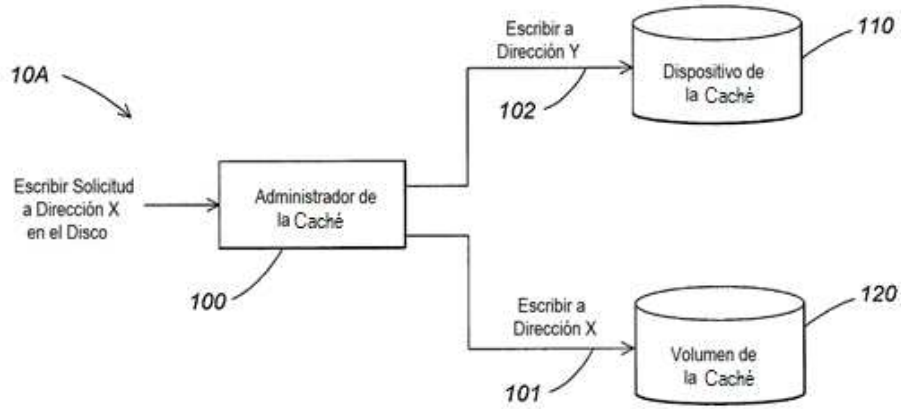 10A
Escribir Solicitud
a Dirección X
en el Disco
Administrador de
la Caché
100
Escribir a
Dirección Y
102
Dispositivo de
la Caché
110
Escribir a
Dirección X
101
Volumen de
la Caché
120